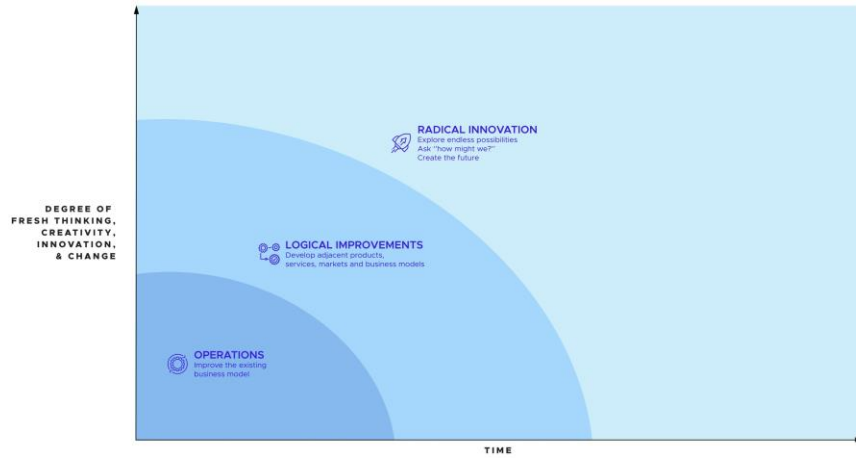 RADICAL INNOVATION
Explore endless possibilities
Ask "how might we?"
Create the future
DEGREE OF
FRESH THINKING,
CREATIVITY,
INNOVATION,
& CHANGE
LOGICAL IMPROVEMENTS
Develop adjacent products,
services, markets and business models
OPERATIONS
Improve the existing
business model
TIME